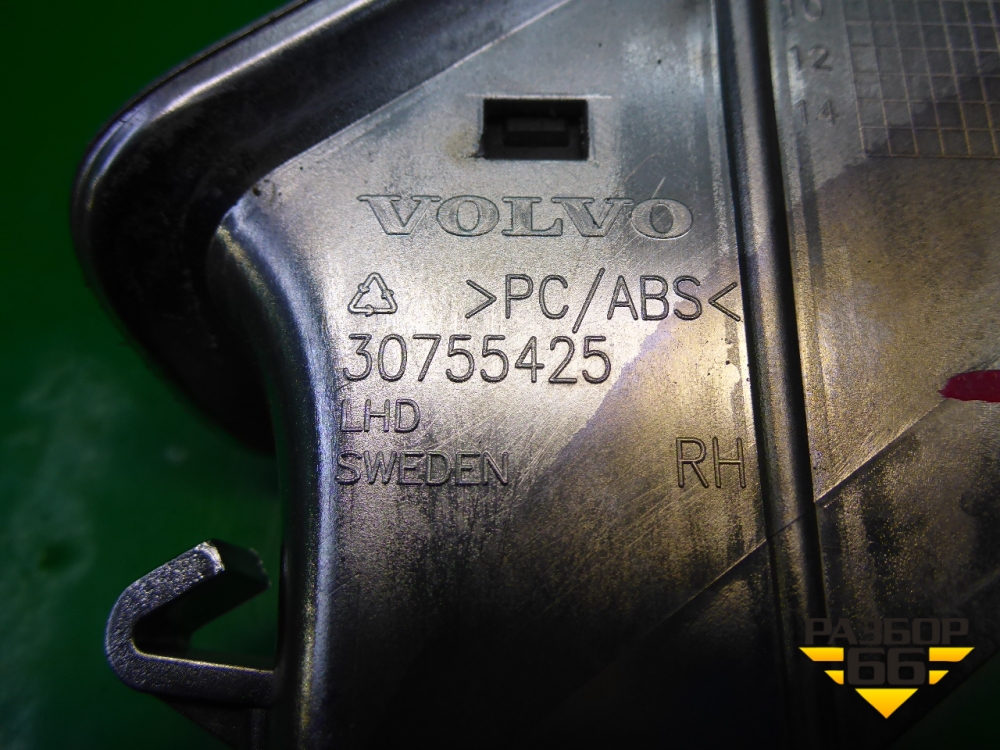 10
12
14
VOLVO
>PC/ABS<
30755425
LHD
SWEDEN
RH
РАЗБОР
66